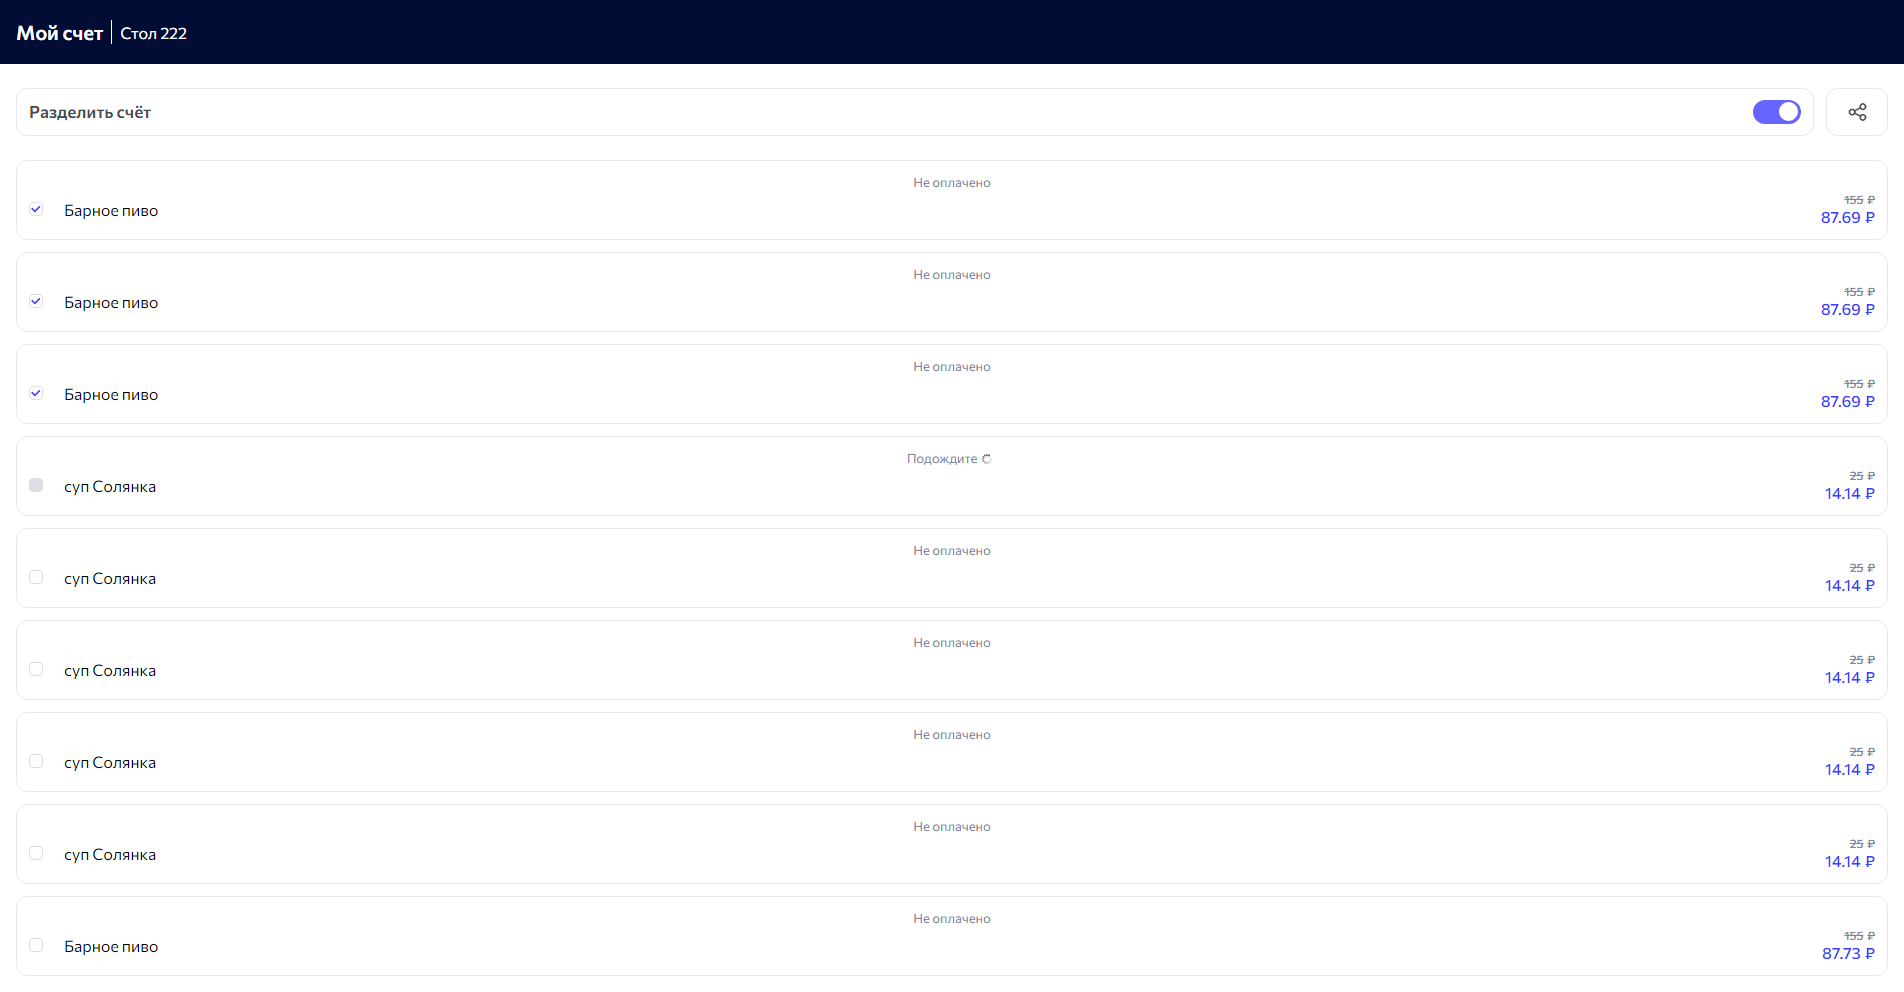 Мой счет
Стол 222
Разделить счёт
Не оплачено
Барное пиво
155 ₽
87.69 ₽
Не оплачено
Барное пиво
155 ₽
87.69 ₽
Не оплачено
Барное пиво
155 ₽
87.69 ₽
Подождите
суп Солянка
25 ₽
14.14 ₽
Не оплачено
суп Солянка
25 ₽
14.14 ₽
Не оплачено
суп Солянка
25 ₽
14.14 ₽
Не оплачено
суп Солянка
25 ₽
14.14 ₽
Не оплачено
суп Солянка
25 ₽
14.14 ₽
Не оплачено
Барное пиво
155 ₽
87.73 ₽